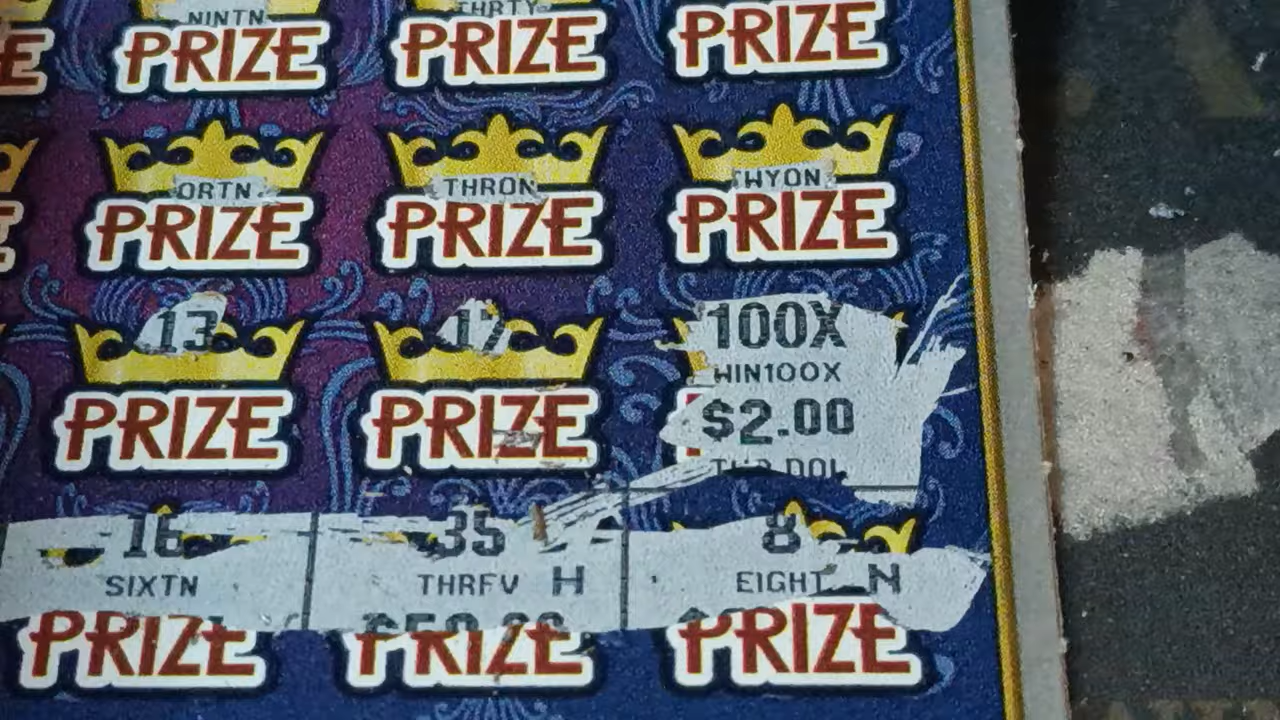 NINTN THRTY
PRIZE PRIZE PRIZE
ORTN THRON
PRIZE PRIZE PRIZE
13 17 100X
WIN100X
PRIZE PRIZE $2.00
16 35 8
SIXTN THRFV H EIGHT N
PRIZE PRIZE PRIZE